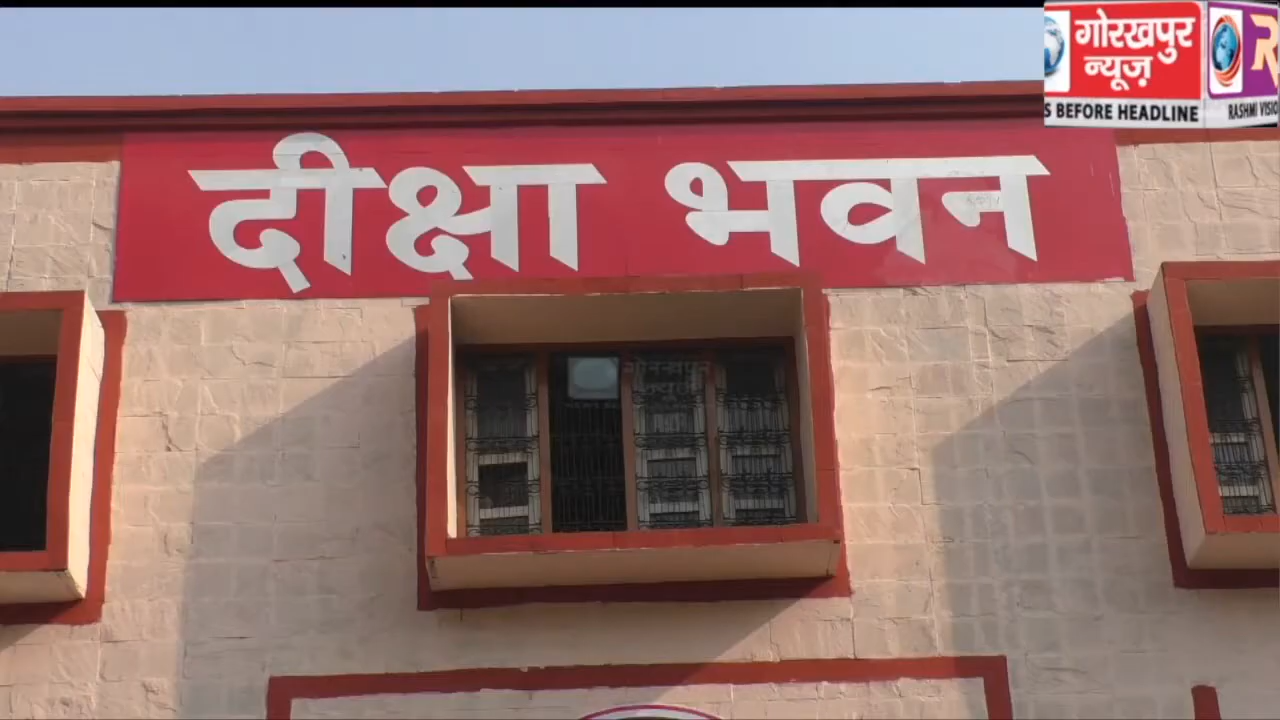 गोरखपुर
न्यूज़
S BEFORE HEADLINE
R
RASHMI VISIO
दीक्षा भवन